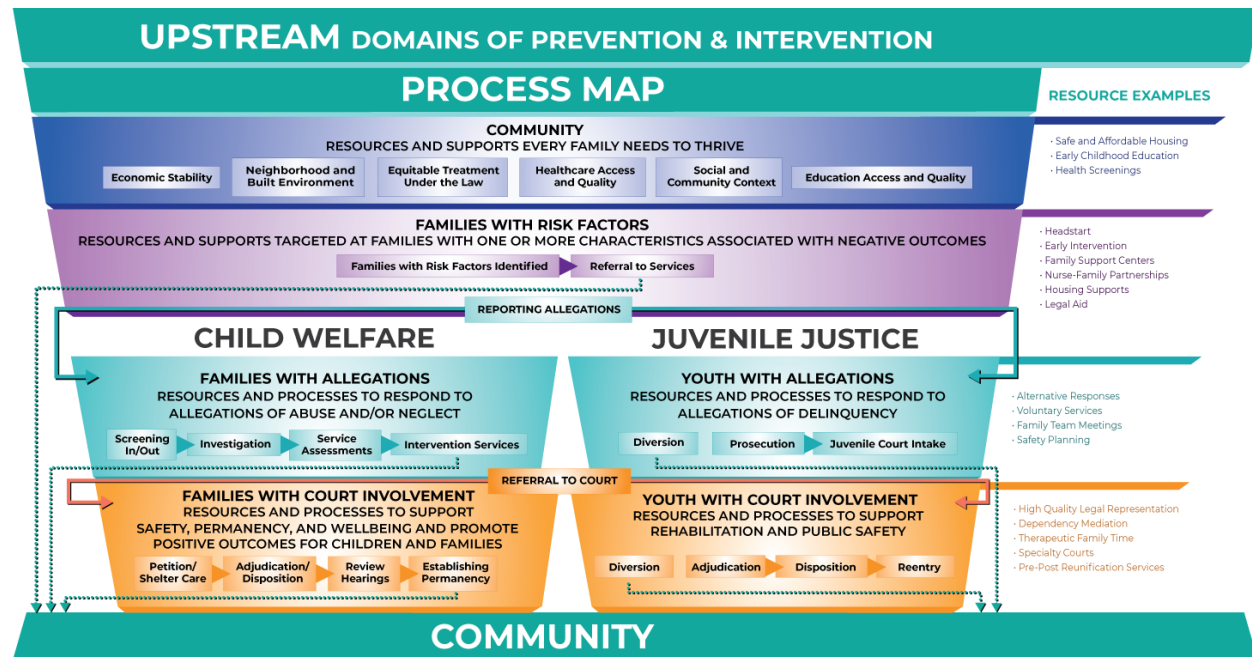 UPSTREAM DOMAINS OF PREVENTION & INTERVENTION
PROCESS MAP
RESOURCE EXAMPLES
COMMUNITY
RESOURCES AND SUPPORTS EVERY FAMILY NEEDS TO THRIVE
Economic Stability
Neighborhood and
Built Environment
Equitable Treatment
Under the Law
Healthcare Access
and Quality
Social and
Community Context
Education Access and Quality
· Safe and Affordable Housing
· Early Childhood Education
· Health Screenings
FAMILIES WITH RISK FACTORS
RESOURCES AND SUPPORTS TARGETED AT FAMILIES WITH ONE OR MORE CHARACTERISTICS ASSOCIATED WITH NEGATIVE OUTCOMES
Families with Risk Factors Identified
Referral to Services
· Headstart
· Early Intervention
· Family Support Centers
· Nurse-Family Partnerships
· Housing Supports
· Legal Aid
REPORTING ALLEGATIONS
CHILD WELFARE
FAMILIES WITH ALLEGATIONS
RESOURCES AND PROCESSES TO RESPOND TO
ALLEGATIONS OF ABUSE AND/OR NEGLECT
Screening
In/Out
Investigation
Service
Assessments
Intervention Services
JUVENILE JUSTICE
YOUTH WITH ALLEGATIONS
RESOURCES AND PROCESSES TO RESPOND TO
ALLEGATIONS OF DELINQUENCY
Diversion
Prosecution
Juvenile Court Intake
· Alternative Responses
· Voluntary Services
· Family Team Meetings
· Safety Planning
REFERRAL TO COURT
FAMILIES WITH COURT INVOLVEMENT
RESOURCES AND PROCESSES TO SUPPORT
SAFETY, PERMANENCY, AND WELLBEING AND PROMOTE
POSITIVE OUTCOMES FOR CHILDREN AND FAMILIES
Petition/
Shelter Care
Adjudication/
Disposition
Review
Hearings
Establishing
Permanency
YOUTH WITH COURT INVOLVEMENT
RESOURCES AND PROCESSES TO SUPPORT
REHABILITATION AND PUBLIC SAFETY
Diversion
Adjudication
Disposition
Reentry
· High Quality Legal Representation
· Dependency Mediation
· Therapeutic Family Time
· Specialty Courts
· Pre-Post Reunification Services
COMMUNITY